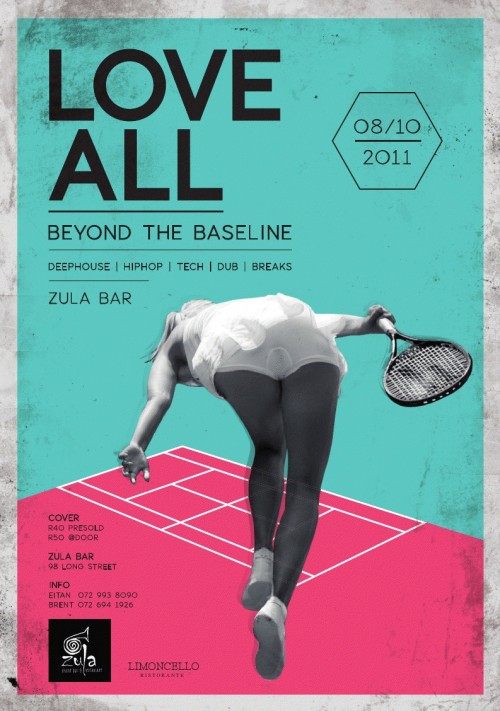 LOVE
ALL
08/10
2011
BEYOND THE BASELINE
DEEPHOUSE | HIPHOP | TECH | DUB | BREAKS
ZULA BAR
COVER
R40 PRESOLD
R50 @DOOR
ZULA BAR
98 LONG STREET
INFO
EITAN 072 993 8090
BRENT 072 694 1926
zula
LIMONCELLO
RISTORANTE